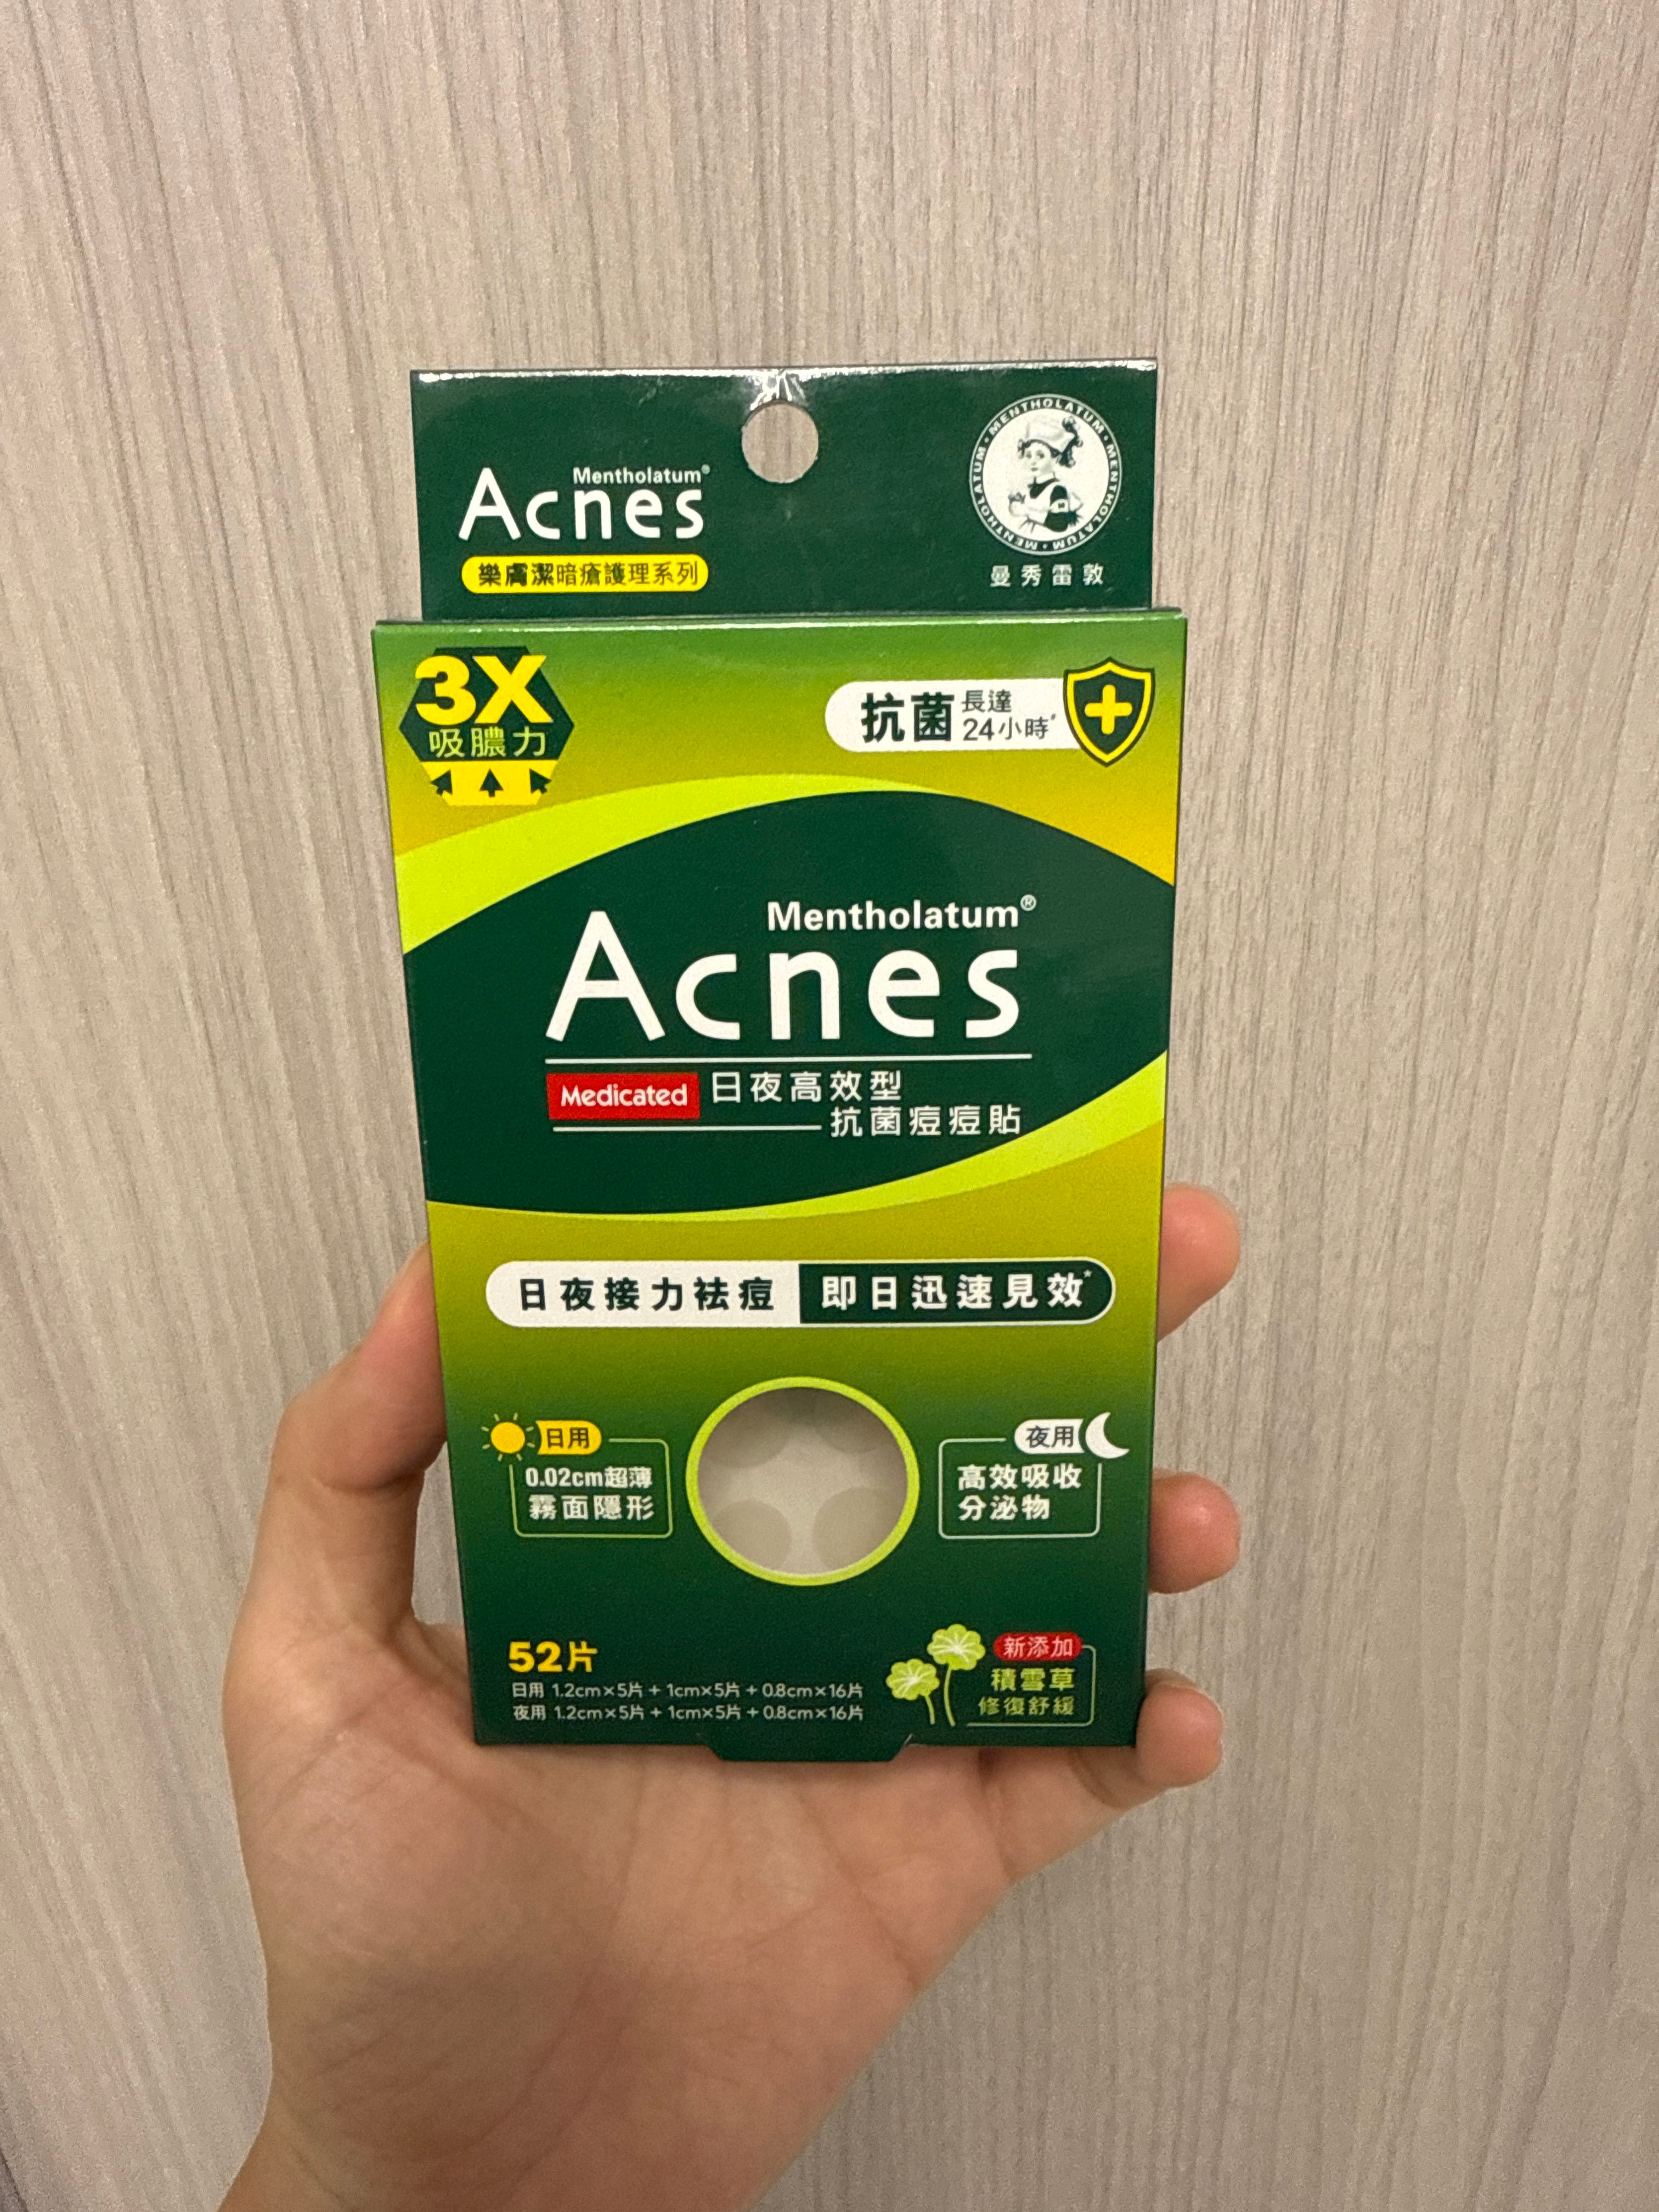 Mentholatum®
Acnes
樂膚潔暗瘡護理系列
MENTHOLATUM • MENTHOLATUM • MENTHOLATUM • MENTHOLATUM •
曼秀雷敦
3X
吸膿力
抗菌 長達
24小時#
Mentholatum®
Acnes
Medicated 日夜高效型
抗菌痘痘貼
日夜接力袪痘 即日迅速見效*
日用
0.02cm超薄
霧面隱形
夜用
高效吸收
分泌物
52片
日用 1.2cm×5片 + 1cm×5片 + 0.8cm×16片
夜用 1.2cm×5片 + 1cm×5片 + 0.8cm×16片
新添加
積雪草
修復舒緩